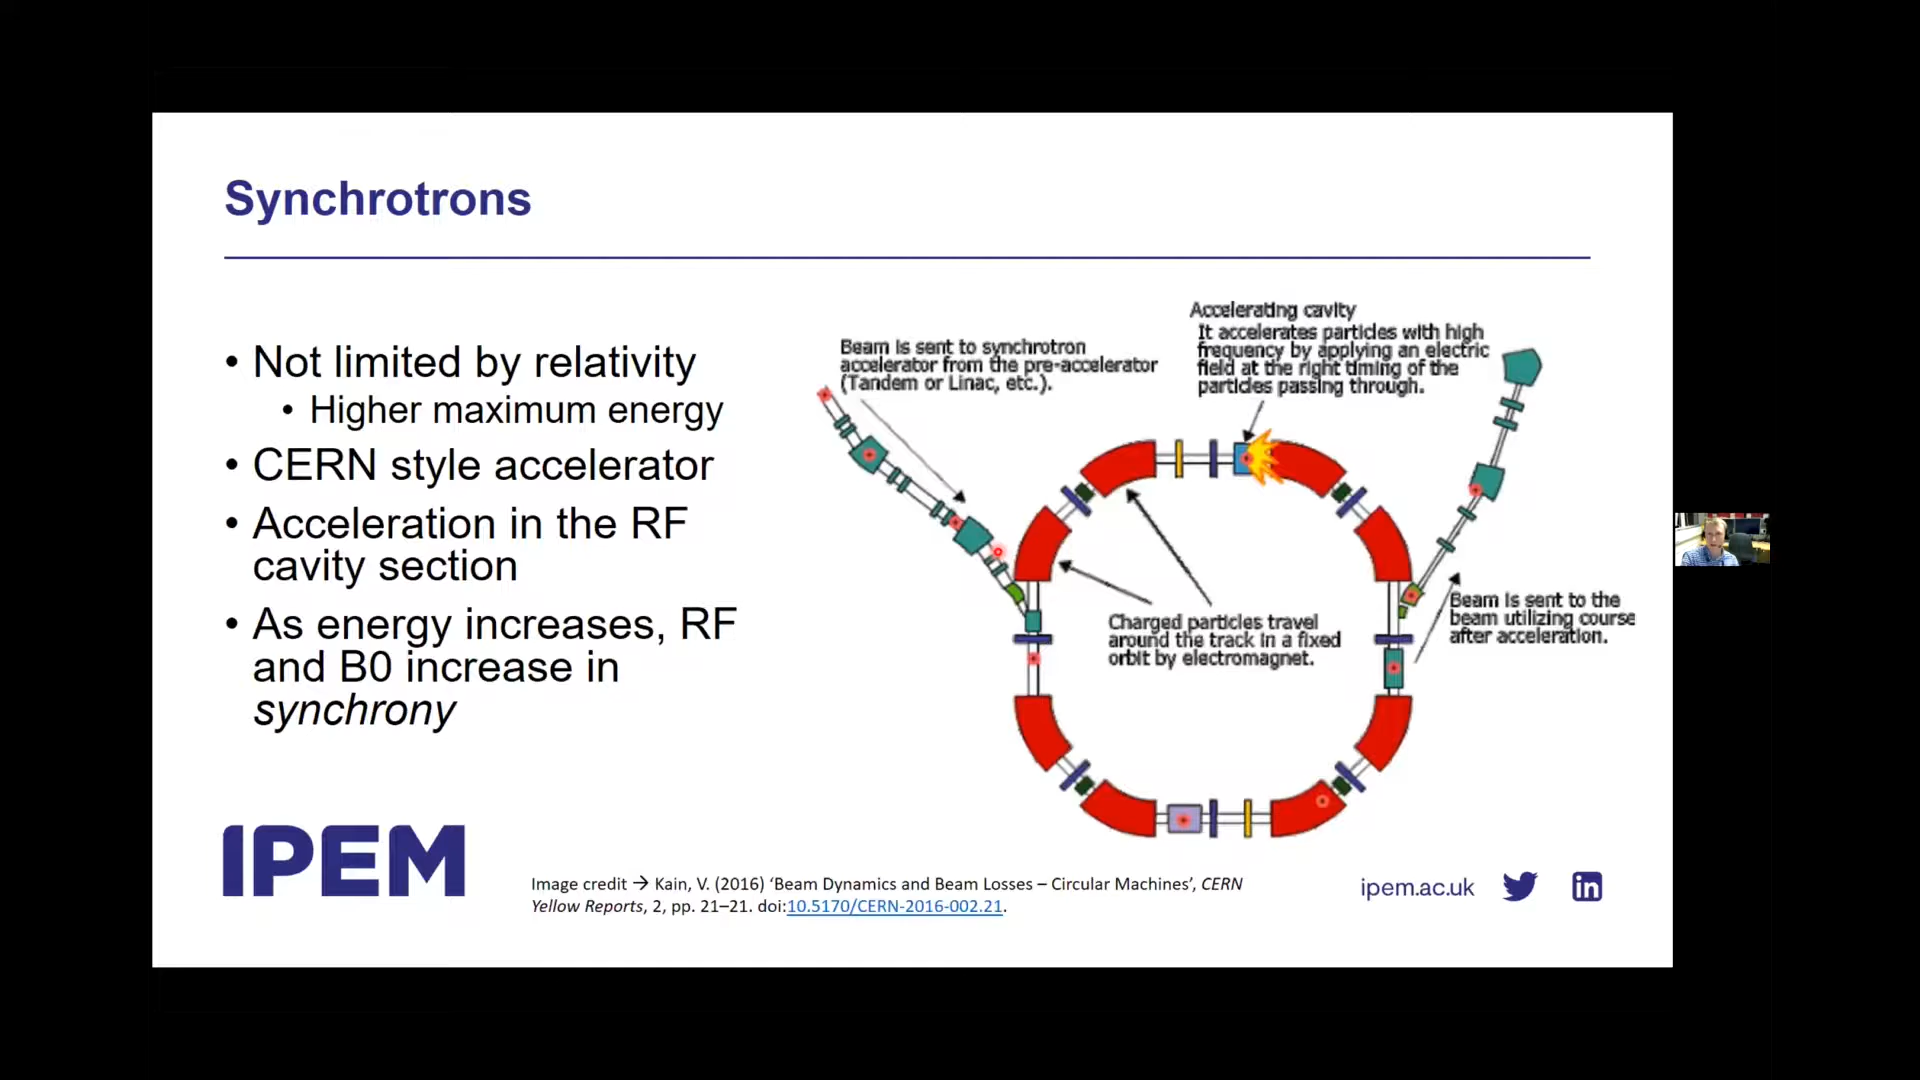 Synchrotrons
• Not limited by relativity
• Higher maximum energy
• CERN style accelerator
• Acceleration in the RF
cavity section
• As energy increases, RF
and B0 increase in
synchrony
Beam is sent to synchrotron
accelerator from the pre-accelerator
(Tandem or Linac, etc.).
Accelerating cavity
It accelerates particles with high
frequency by applying an electric
field at the right timing of the
particles passing through.
Charged particles travel
around the track in a fixed
orbit by electromagnet.
Beam is sent to the
beam utilizing course
after acceleration.
IPEM
Image credit → Kain, V. (2016) ‘Beam Dynamics and Beam Losses – Circular Machines’, CERN
Yellow Reports, 2, pp. 21–21. doi:10.5170/CERN-2016-002.21.
ipem.ac.uk
in